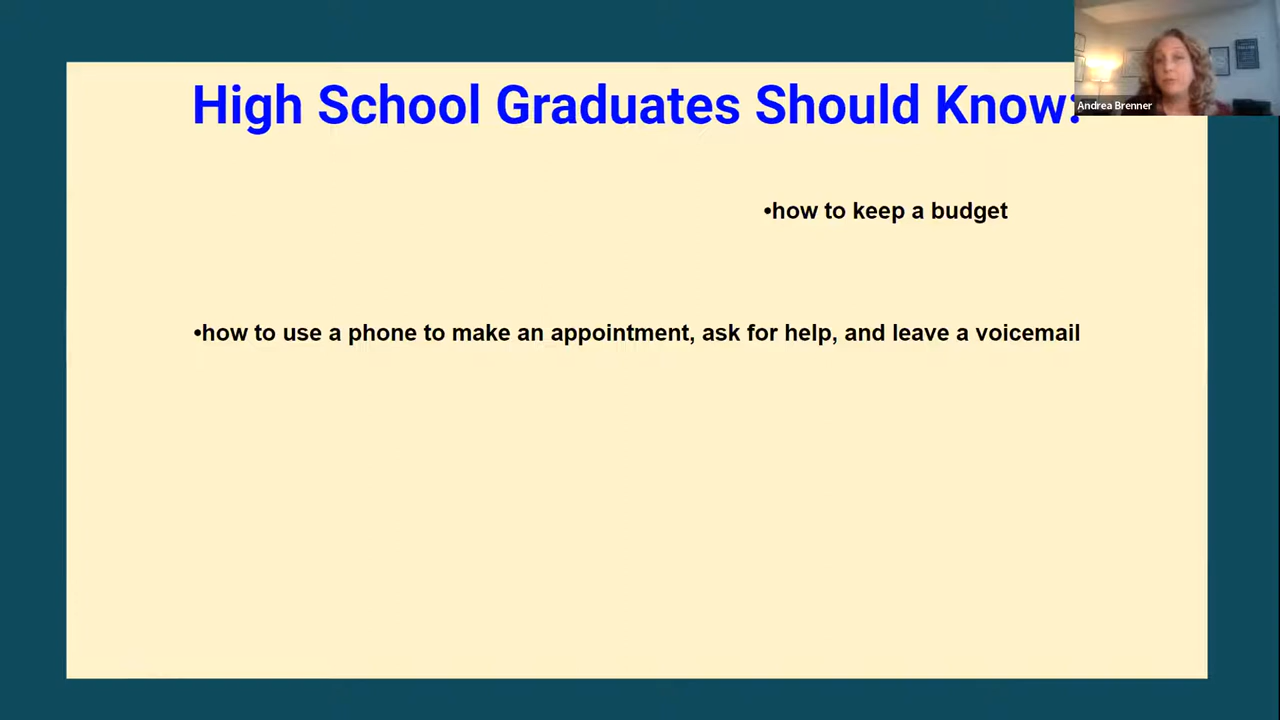 High School Graduates Should Know:
Andrea Brenner
•how to keep a budget
•how to use a phone to make an appointment, ask for help, and leave a voicemail